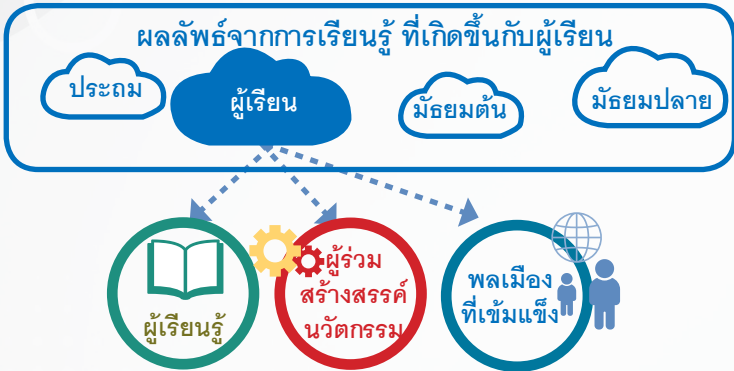 ผลลัพธ์จากการเรียนรู้ ที่เกิดขึ้นกับผู้เรียน
ประถม
ผู้เรียน
มัธยมต้น
มัธยมปลาย
ผู้เรียนรู้
ผู้ร่วม
สร้างสรรค์
นวัตกรรม
พลเมือง
ที่เข้มแข็ง